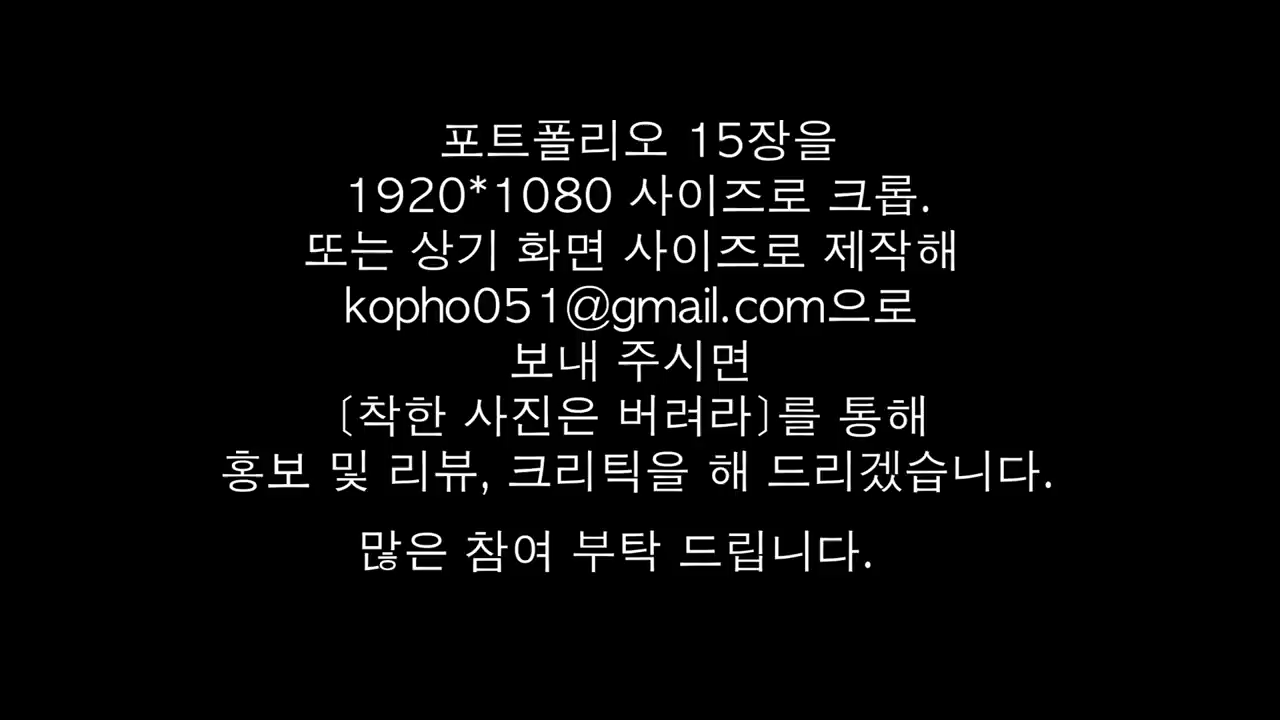 포트폴리오 15장을
1920*1080 사이즈로 크롭.
또는 상기 화면 사이즈로 제작해
kopho051@gmail.com으로
보내 주시면
〔착한 사진은 버려라〕를 통해
홍보 및 리뷰, 크리틱을 해 드리겠습니다.
많은 참여 부탁 드립니다.